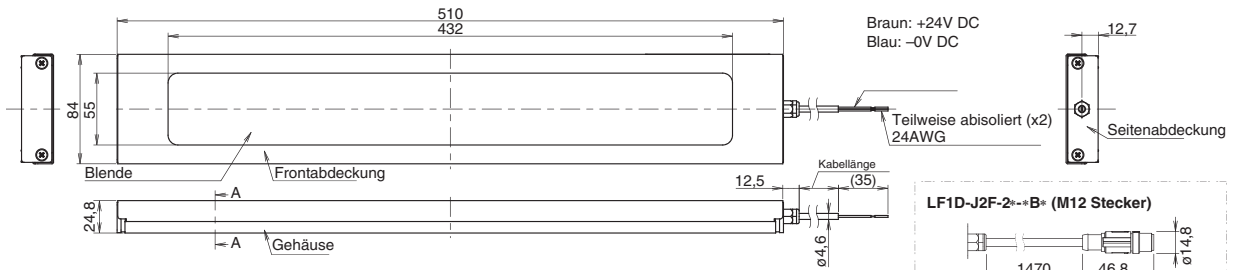 510
432
Braun: +24V DC
Blau: –0V DC
12,7
84
55
Teilweise abisoliert (x2)
24AWG
Seitenabdeckung
Blende
Frontabdeckung
Kabellänge
12,5
(35)
A
24,8
A
Gehäuse
ø4,6
LF1D-J2F-2*-*B* (M12 Stecker)
ø14,8
1470
46,8